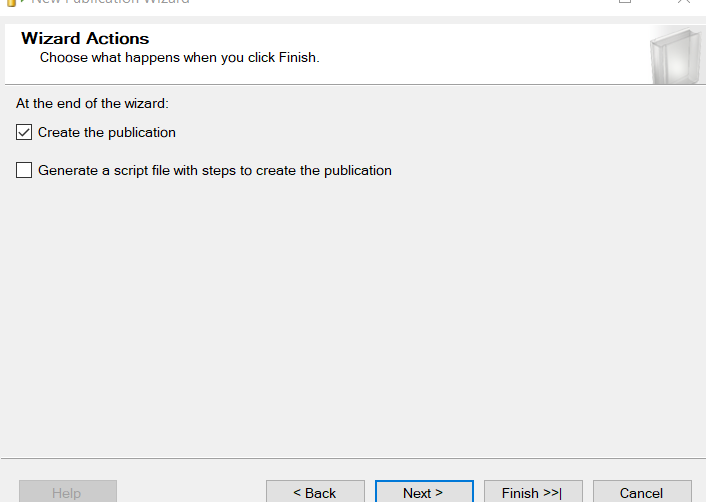 New Publication Wizard
Wizard Actions
Choose what happens when you click Finish.
At the end of the wizard:
Create the publication
Generate a script file with steps to create the publication
Help
< Back
Next >
Finish >>|
Cancel